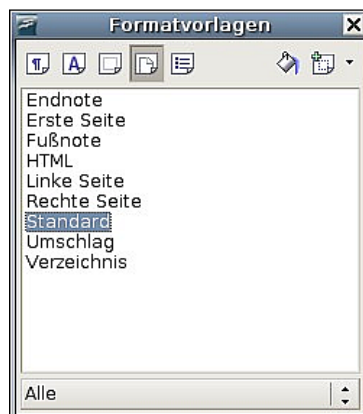 Formatvorlagen
Endnote
Erste Seite
Fußnote
HTML
Linke Seite
Rechte Seite
Standard
Umschlag
Verzeichnis
Alle